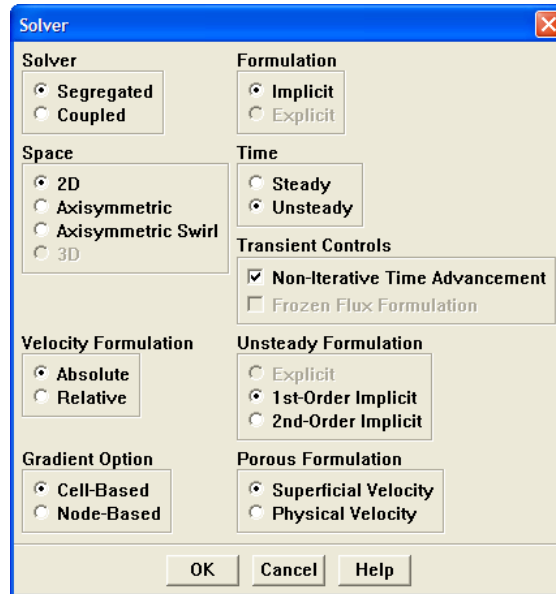 Solver
Solver
Segregated
Coupled
Formulation
Implicit
Explicit
Space
2D
Axisymmetric
Axisymmetric Swirl
3D
Time
Steady
Unsteady
Transient Controls
Non-Iterative Time Advancement
Frozen Flux Formulation
Velocity Formulation
Absolute
Relative
Unsteady Formulation
Explicit
1st-Order Implicit
2nd-Order Implicit
Gradient Option
Cell-Based
Node-Based
Porous Formulation
Superficial Velocity
Physical Velocity
OK
Cancel
Help